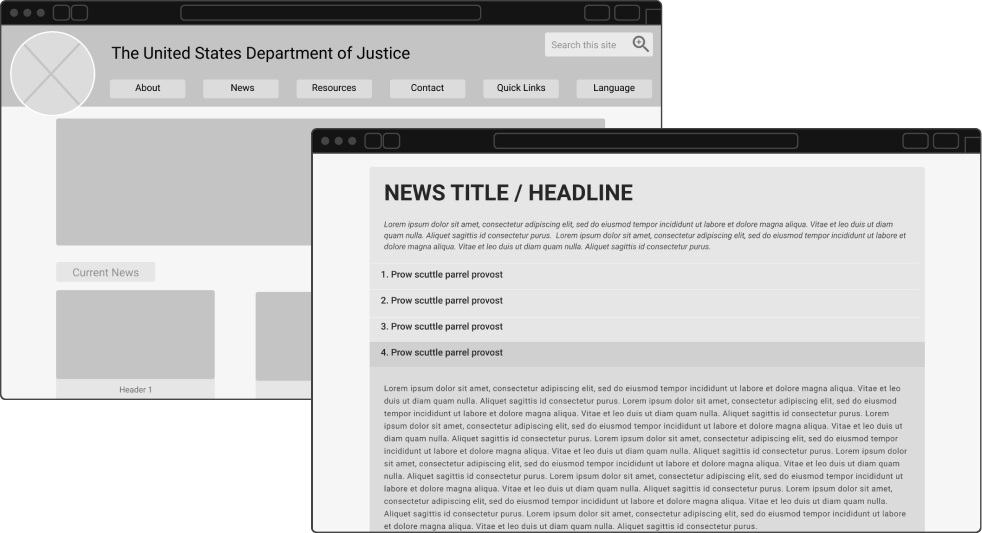 The United States Department of Justice
Search this site
About News Resources Contact Quick Links Language
Current News
Header 1
NEWS TITLE / HEADLINE
Lorem ipsum dolor sit amet, consectetur adipiscing elit, sed do eiusmod tempor incididunt ut labore et dolore magna aliqua. Vitae et leo duis ut diam
quam nulla. Aliquet sagittis id consectetur purus. Lorem ipsum dolor sit amet, consectetur adipiscing elit, sed do eiusmod tempor incididunt ut labore et
dolore magna aliqua. Vitae et leo duis ut diam quam nulla. Aliquet sagittis id consectetur purus.
1. Prow scuttle parrel provost
2. Prow scuttle parrel provost
3. Prow scuttle parrel provost
4. Prow scuttle parrel provost
Lorem ipsum dolor sit amet, consectetur adipiscing elit, sed do eiusmod tempor incididunt ut labore et dolore magna aliqua. Vitae et leo
duis ut diam quam nulla. Aliquet sagittis id consectetur purus. Lorem ipsum dolor sit amet, consectetur adipiscing elit, sed do eiusmod
tempor incididunt ut labore et dolore magna aliqua. Vitae et leo duis ut diam quam nulla. Aliquet sagittis id consectetur purus. Lorem
ipsum dolor sit amet, consectetur adipiscing elit, sed do eiusmod tempor incididunt ut labore et dolore magna aliqua. Vitae et leo duis ut
diam quam nulla. Aliquet sagittis id consectetur purus. Lorem ipsum dolor sit amet, consectetur adipiscing elit, sed do eiusmod tempor
incididunt ut labore et dolore magna aliqua. Vitae et leo duis ut diam quam nulla. Aliquet sagittis id consectetur purus. Lorem ipsum dolor
sit amet, consectetur adipiscing elit, sed do eiusmod tempor incididunt ut labore et dolore magna aliqua. Vitae et leo duis ut diam quam
nulla. Aliquet sagittis id consectetur purus. Lorem ipsum dolor sit amet, consectetur adipiscing elit, sed do eiusmod tempor incididunt ut
labore et dolore magna aliqua. Vitae et leo duis ut diam quam nulla. Aliquet sagittis id consectetur purus. Lorem ipsum dolor sit amet,
consectetur adipiscing elit, sed do eiusmod tempor incididunt ut labore et dolore magna aliqua. Vitae et leo duis ut diam quam nulla.
Aliquet sagittis id consectetur purus. Lorem ipsum dolor sit amet, consectetur adipiscing elit, sed do eiusmod tempor incididunt ut labore
et dolore magna aliqua. Vitae et leo duis ut diam quam nulla. Aliquet sagittis id consectetur purus.